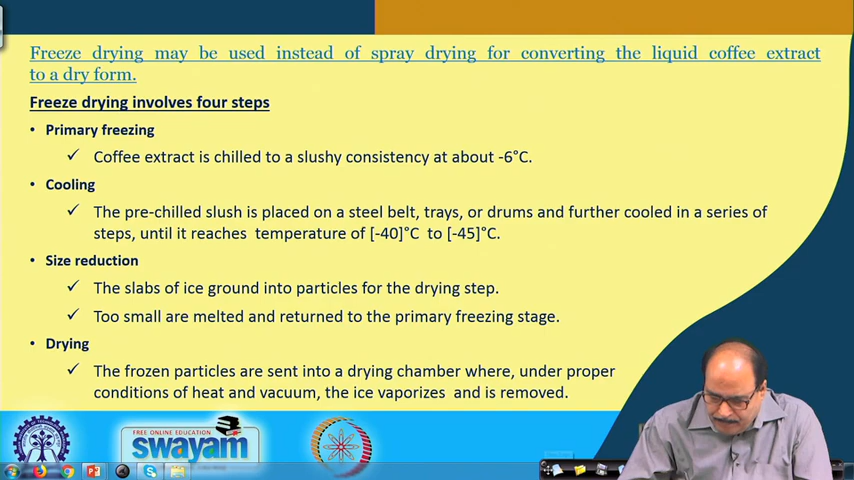 Freeze drying may be used instead of spray drying for converting the liquid coffee extract
to a dry form.
Freeze drying involves four steps
• Primary freezing
✓ Coffee extract is chilled to a slushy consistency at about -6°C.
• Cooling
✓ The pre-chilled slush is placed on a steel belt, trays, or drums and further cooled in a series of
steps, until it reaches temperature of [-40]°C to [-45]°C.
• Size reduction
✓ The slabs of ice ground into particles for the drying step.
✓ Too small are melted and returned to the primary freezing stage.
• Drying
✓ The frozen particles are sent into a drying chamber where, under proper
conditions of heat and vacuum, the ice vaporizes and is removed.
FREE ONLINE EDUCATION
swayam